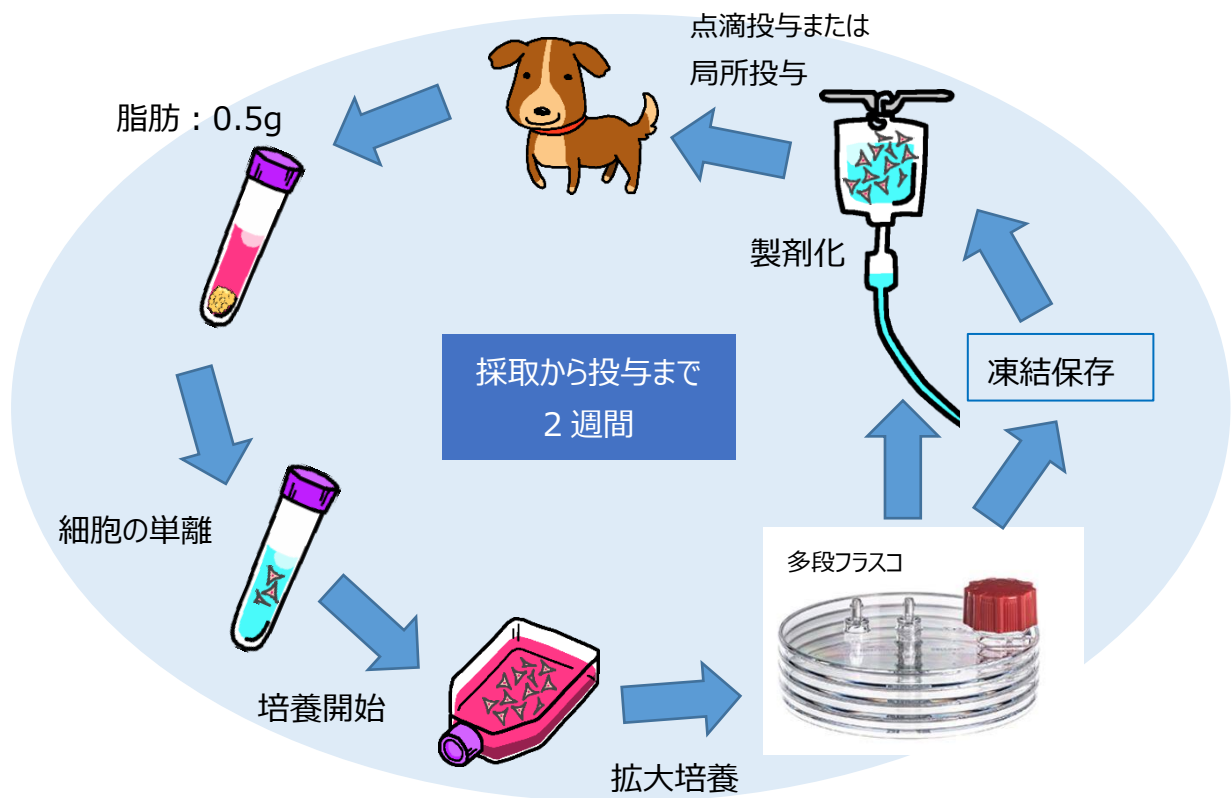 点滴投与または
局所投与
脂肪：0.5g
製剤化
採取から投与まで
2 週間
凍結保存
細胞の単離
多段フラスコ
培養開始
拡大培養